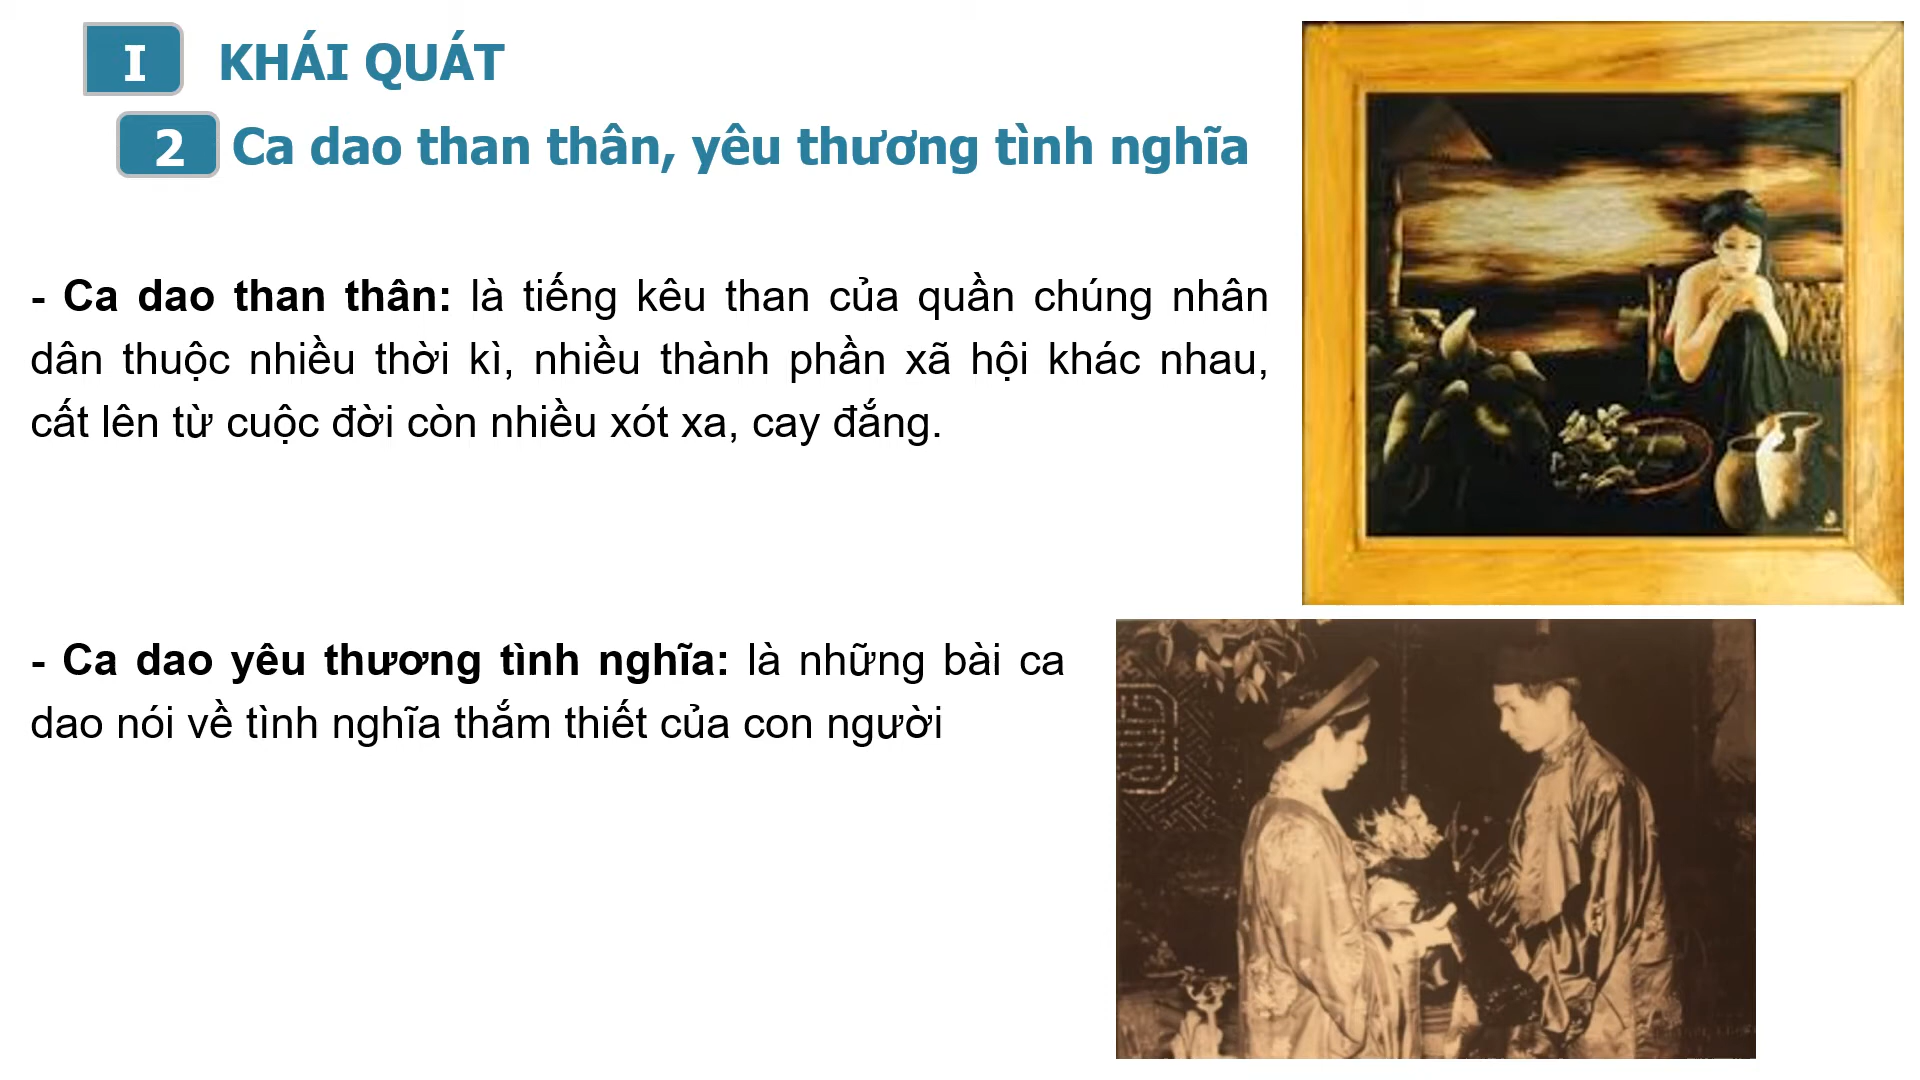 I KHÁI QUÁT
2 Ca dao than thân, yêu thương tình nghĩa
- Ca dao than thân: là tiếng kêu than của quần chúng nhân
dân thuộc nhiều thời kì, nhiều thành phần xã hội khác nhau,
cất lên từ cuộc đời còn nhiều xót xa, cay đắng.
- Ca dao yêu thương tình nghĩa: là những bài ca
dao nói về tình nghĩa thắm thiết của con người